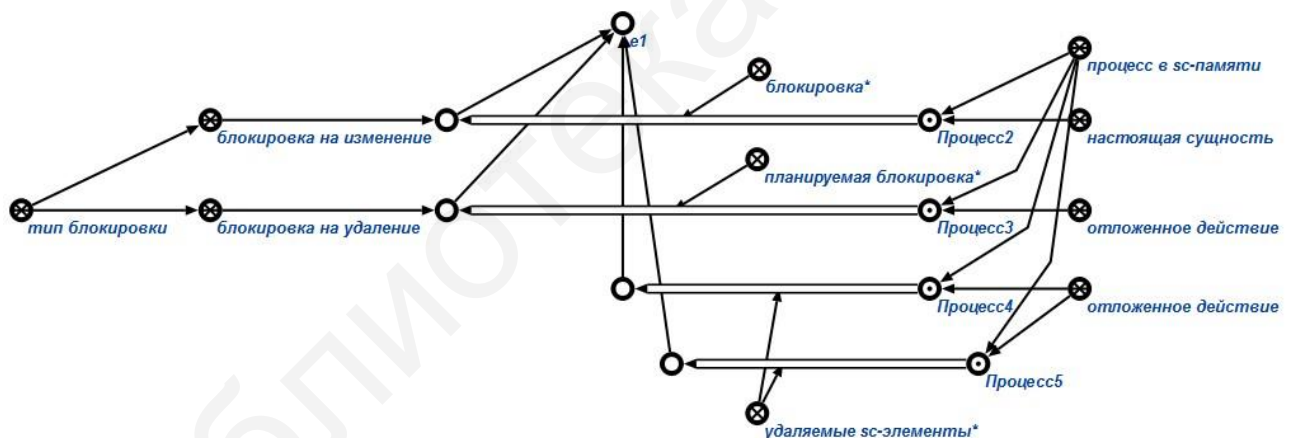 e1
процесс в sc-памяти
блокировка*
блокировка на изменение
Процесс2
настоящая сущность
планируемая блокировка*
тип блокировки
блокировка на удаление
Процесс3
отложенное действие
Процесс4
отложенное действие
Процесс5
удаляемые sc-элементы*